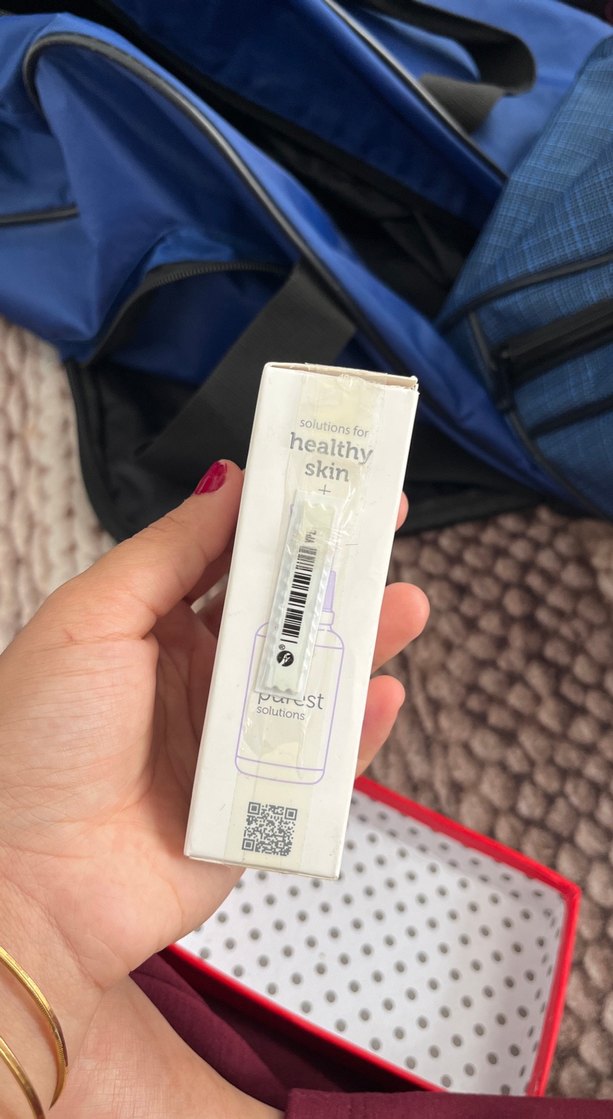 solutions for
healthy
skin
+
purest
solutions